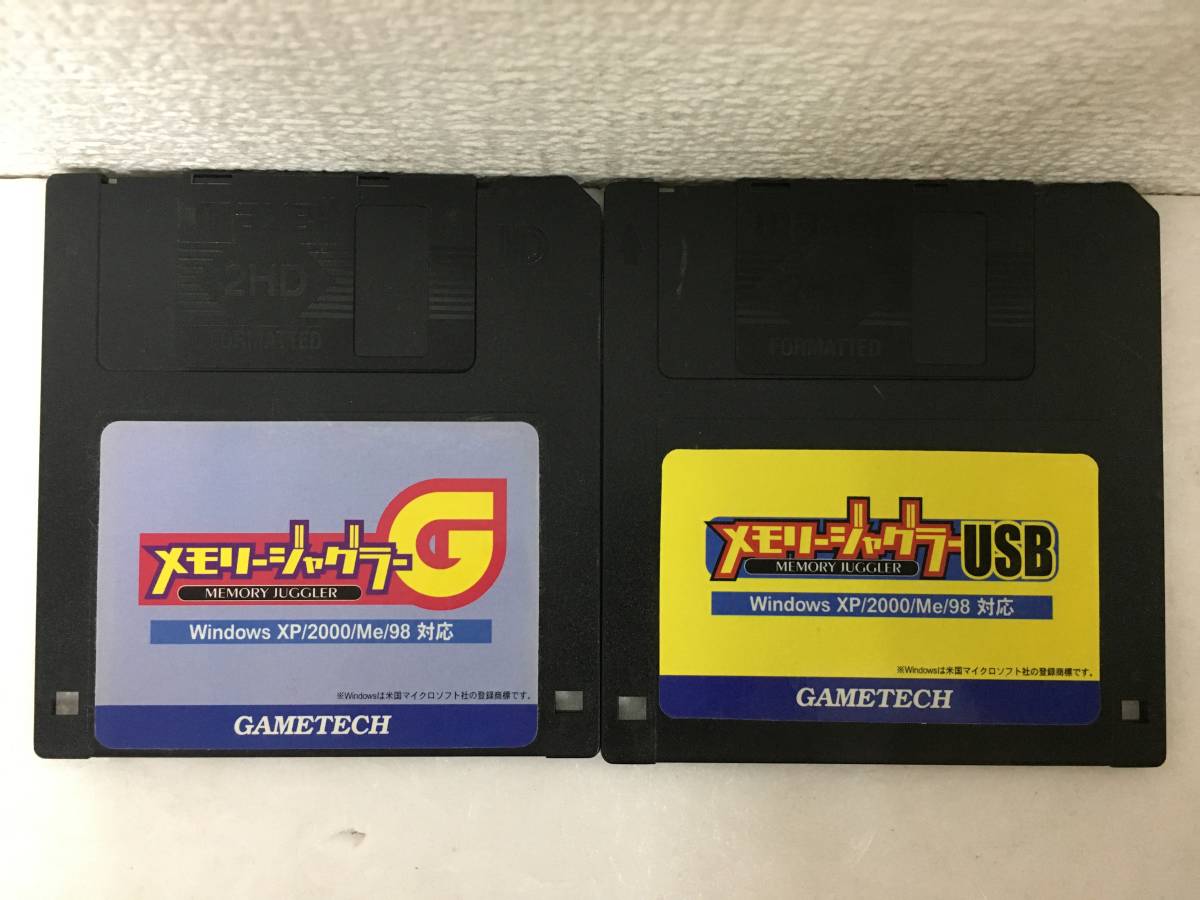 2HD
FORMATTED
メモリージャグラーG
MEMORY JUGGLER
Windows XP/2000/Me/98 対応
※Windowsは米国マイクロソフト社の登録商標です。
GAMETECH
FORMATTED
メモリージャグラーUSB
MEMORY JUGGLER
Windows XP/2000/Me/98 対応
※Windowsは米国マイクロソフト社の登録商標です。
GAMETECH